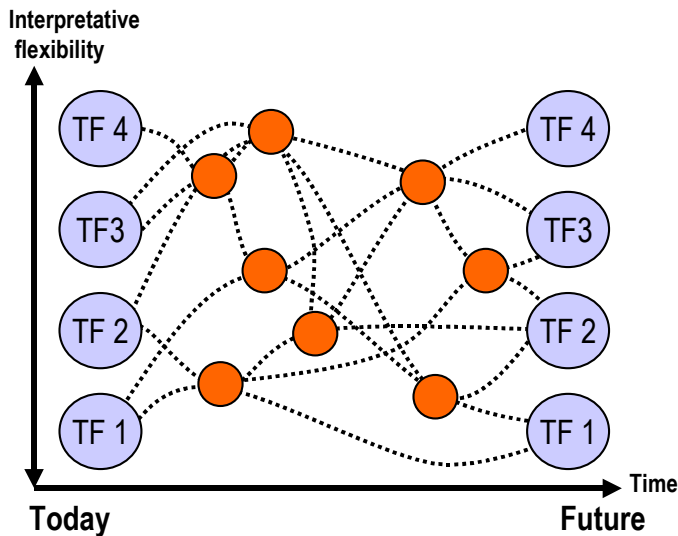 Interpretative
flexibility
TF 4
TF 4
TF3
TF3
TF 2
TF 2
TF 1
TF 1
Time
Today
Future